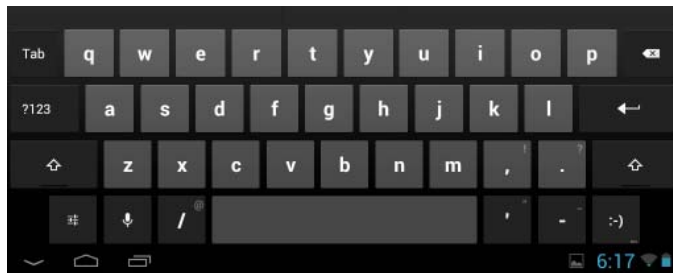 Tab q w e r t y u i o p
?123 a s d f g h j k l
z x c v b n m , ! . ?
/ @ ' " - _ :-) ...
6:17